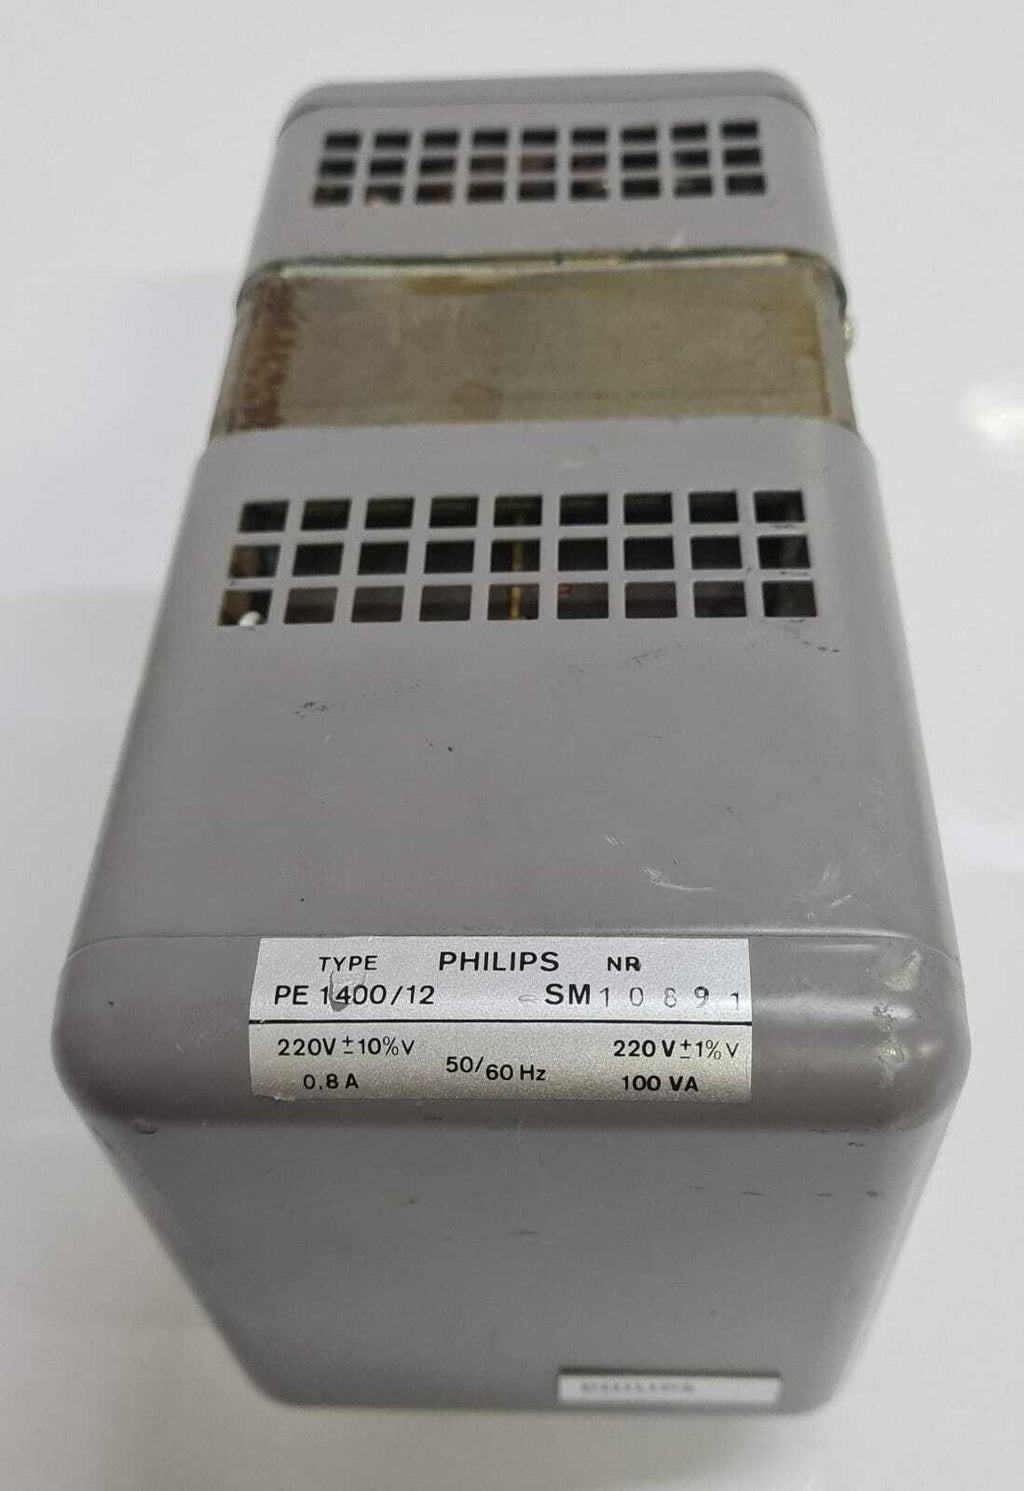 TYPE PHILIPS NR
PE 1400/12 SM 10891
220V ±10% V 50/60 Hz 220 V ±1% V
0.8 A 100 VA
PHILIPS